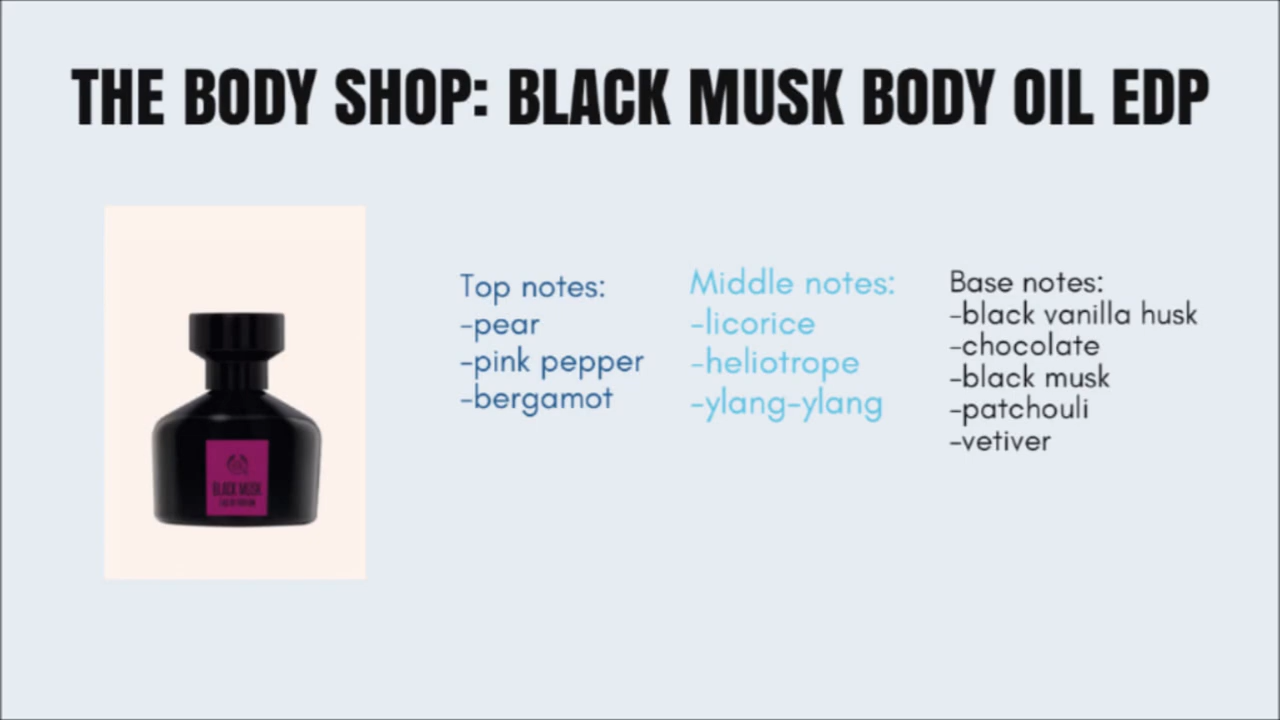 THE BODY SHOP: BLACK MUSK BODY OIL EDP
Top notes:
-pear
-pink pepper
-bergamot
Middle notes:
-licorice
-heliotrope
-ylang-ylang
Base notes:
-black vanilla husk
-chocolate
-black musk
-patchouli
-vetiver
BLACK MUSK